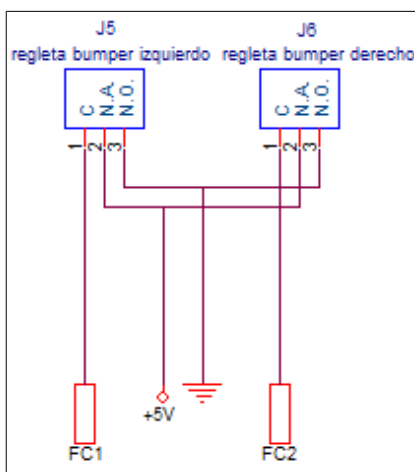 J5
regleta bumper izquierdo
C
N.A.
N.O.
1
2
3
J6
regleta bumper derecho
C
N.A.
N.O.
1
2
3
FC1
+5V
FC2